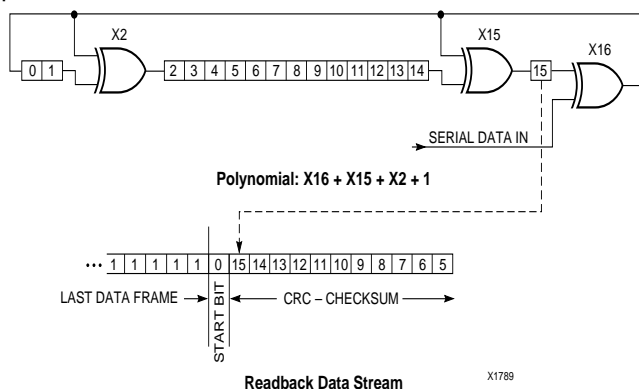 X2
X15
X16
0 1
2 3 4 5 6 7 8 9 10 11 12 13 14
15
SERIAL DATA IN
Polynomial: X16 + X15 + X2 + 1
••• 1 1 1 1 1 0 15 14 13 12 11 10 9 8 7 6 5
LAST DATA FRAME
START BIT
CRC – CHECKSUM
Readback Data Stream
X1789